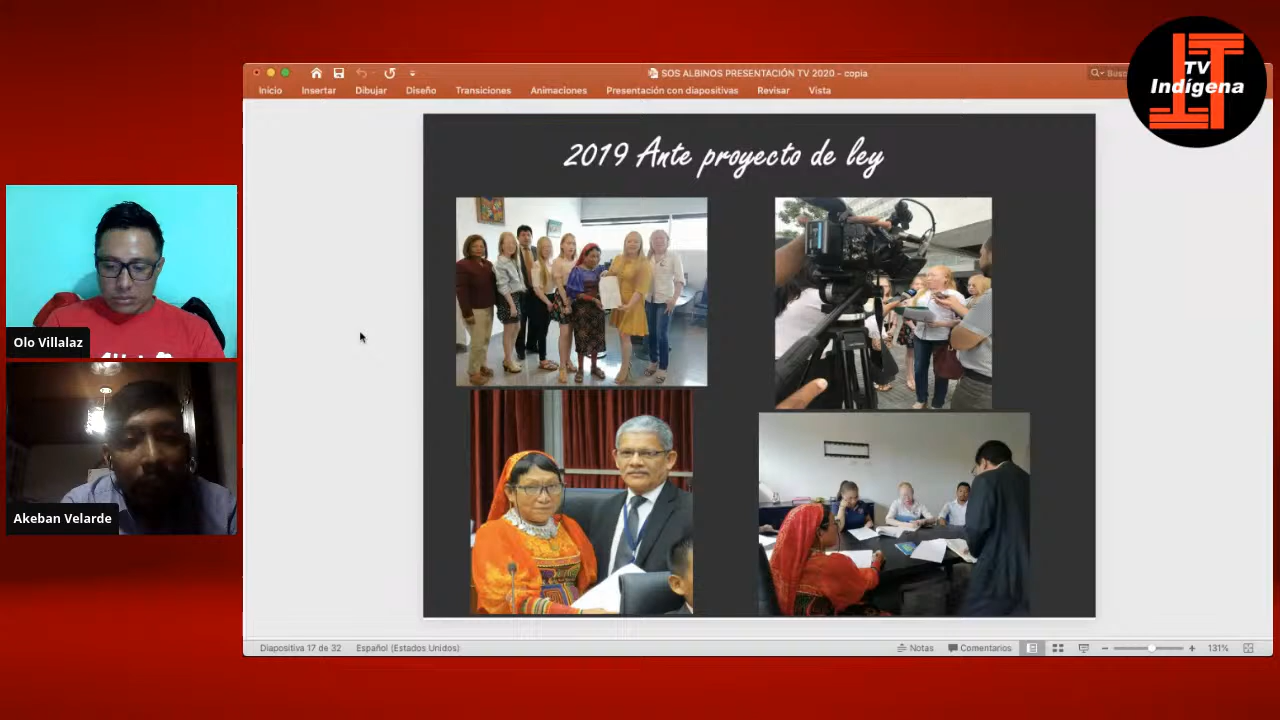 SOS ALBINOS PRESENTACIÓN TV 2020 - copia
Inicio Insertar Dibujar Diseño Transiciones Animaciones Presentación con diapositivas Revisar Vista
TV
Indígena
2019 Ante proyecto de ley
Olo Villalaz
Akeban Velarde
Diapositiva 17 de 32 Español (Estados Unidos) Notas Comentarios 131%